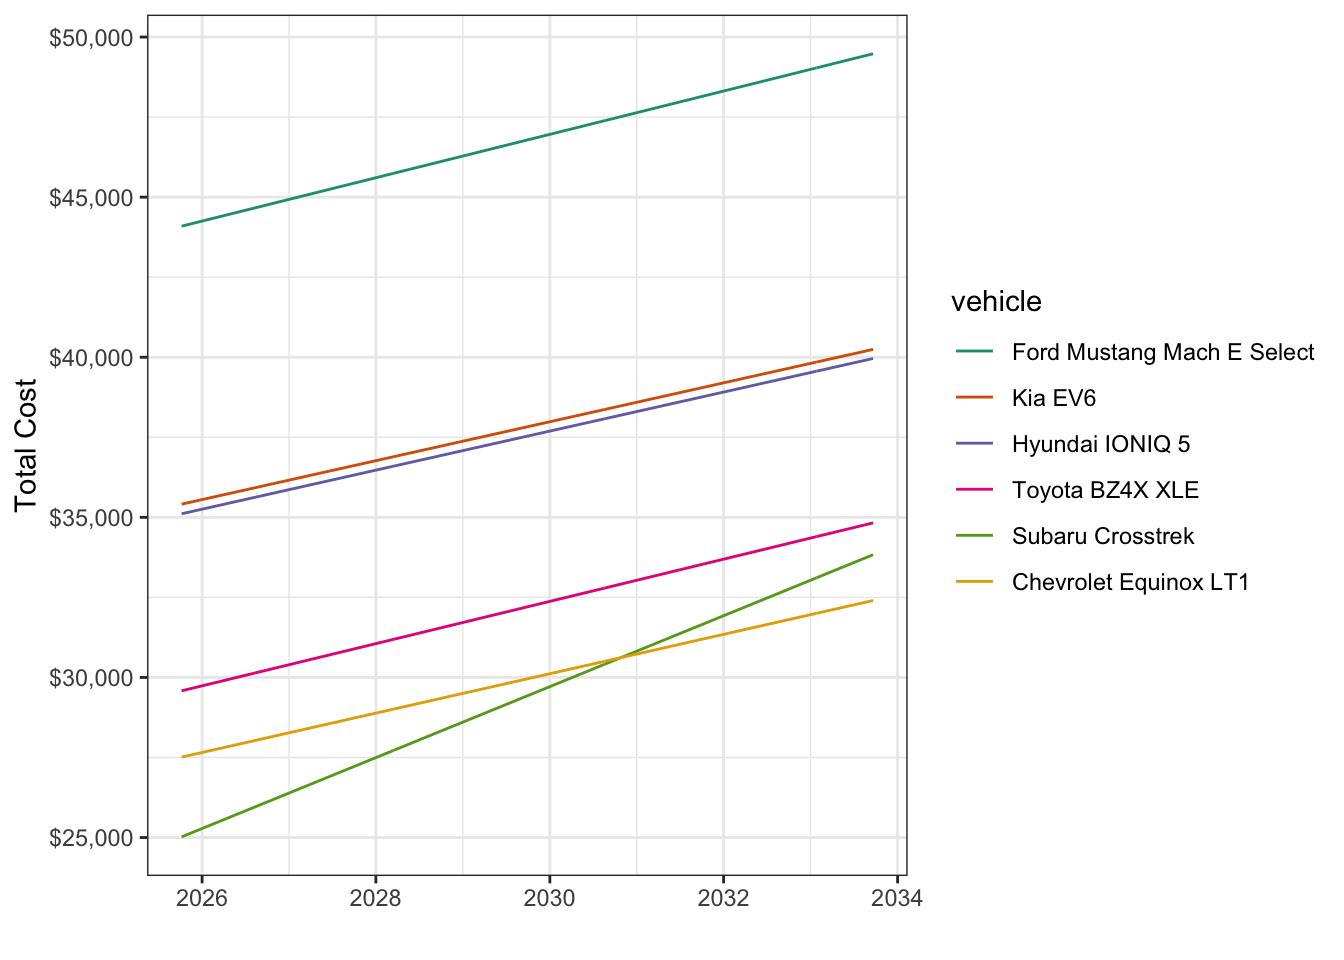 $50,000
$45,000
$40,000
$35,000
$30,000
$25,000
Total Cost
2026
2028
2030
2032
2034
vehicle
Ford Mustang Mach E Select
Kia EV6
Hyundai IONIQ 5
Toyota BZ4X XLE
Subaru Crosstrek
Chevrolet Equinox LT1